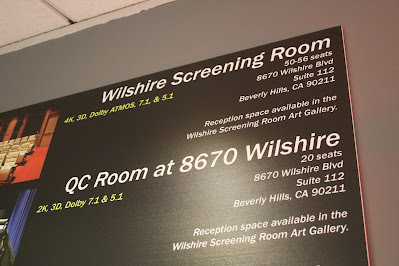 Wilshire Screening Room
4K, 3D, Dolby ATMOS, 7.1, & 5.1
50-56 seats
8670 Wilshire Blvd
Suite 112
Beverly Hills, CA 90211
Reception space available in the
Wilshire Screening Room Art Gallery.
QC Room at 8670 Wilshire
2K, 3D, Dolby 7.1 & 5.1
20 seats
8670 Wilshire Blvd
Suite 112
Beverly Hills, CA 90211
Reception space available in the
Wilshire Screening Room Art Gallery.